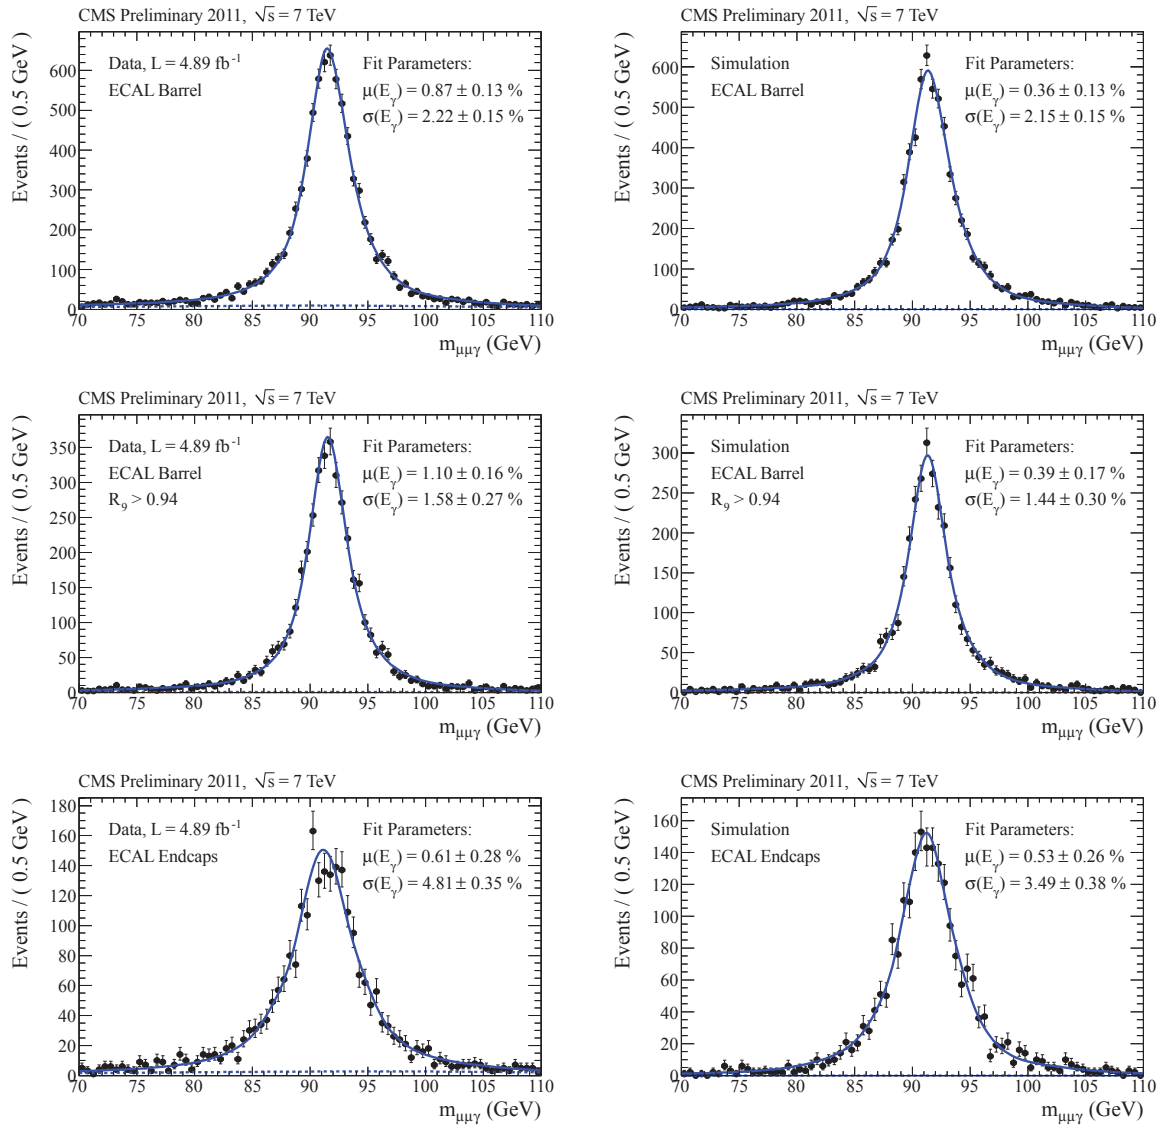 CMS Preliminary 2011, √s = 7 TeV
Events / ( 0.5 GeV )
Data, L = 4.89 fb⁻¹
ECAL Barrel
Fit Parameters:
μ(Eγ) = 0.87 ± 0.13 %
σ(Eγ) = 2.22 ± 0.15 %
600
500
400
300
200
100
0
70 75 80 85 90 95 100 105 110
mμμγ (GeV)
CMS Preliminary 2011, √s = 7 TeV
Events / ( 0.5 GeV )
Simulation
ECAL Barrel
Fit Parameters:
μ(Eγ) = 0.36 ± 0.13 %
σ(Eγ) = 2.15 ± 0.15 %
600
500
400
300
200
100
0
70 75 80 85 90 95 100 105 110
mμμγ (GeV)
CMS Preliminary 2011, √s = 7 TeV
Events / ( 0.5 GeV )
Data, L = 4.89 fb⁻¹
ECAL Barrel
R₉ > 0.94
Fit Parameters:
μ(Eγ) = 1.10 ± 0.16 %
σ(Eγ) = 1.58 ± 0.27 %
350
300
250
200
150
100
50
0
70 75 80 85 90 95 100 105 110
mμμγ (GeV)
CMS Preliminary 2011, √s = 7 TeV
Events / ( 0.5 GeV )
Simulation
ECAL Barrel
R₉ > 0.94
Fit Parameters:
μ(Eγ) = 0.39 ± 0.17 %
σ(Eγ) = 1.44 ± 0.30 %
300
250
200
150
100
50
0
70 75 80 85 90 95 100 105 110
mμμγ (GeV)
CMS Preliminary 2011, √s = 7 TeV
Events / ( 0.5 GeV )
Data, L = 4.89 fb⁻¹
ECAL Endcaps
Fit Parameters:
μ(Eγ) = 0.61 ± 0.28 %
σ(Eγ) = 4.81 ± 0.35 %
180
160
140
120
100
80
60
40
20
0
70 75 80 85 90 95 100 105 110
mμμγ (GeV)
CMS Preliminary 2011, √s = 7 TeV
Events / ( 0.5 GeV )
Simulation
ECAL Endcaps
Fit Parameters:
μ(Eγ) = 0.53 ± 0.26 %
σ(Eγ) = 3.49 ± 0.38 %
160
140
120
100
80
60
40
20
0
70 75 80 85 90 95 100 105 110
mμμγ (GeV)